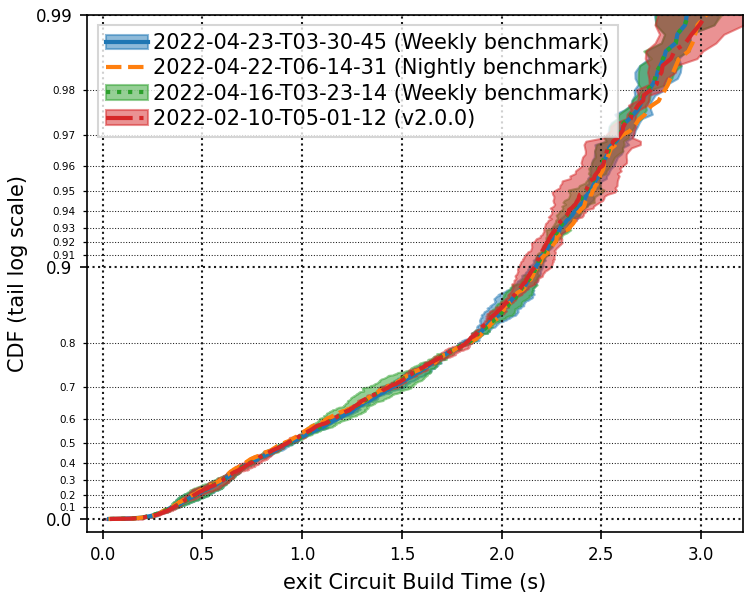 0.99
2022-04-23-T03-30-45 (Weekly benchmark)
2022-04-22-T06-14-31 (Nightly benchmark)
2022-04-16-T03-23-14 (Weekly benchmark)
2022-02-10-T05-01-12 (v2.0.0)
0.98
0.97
0.96
0.95
0.94
0.93
0.92
0.91
0.9
0.8
0.7
0.6
0.5
0.4
0.3
0.2
0.1
0.0
CDF (tail log scale)
0.0 0.5 1.0 1.5 2.0 2.5 3.0
exit Circuit Build Time (s)